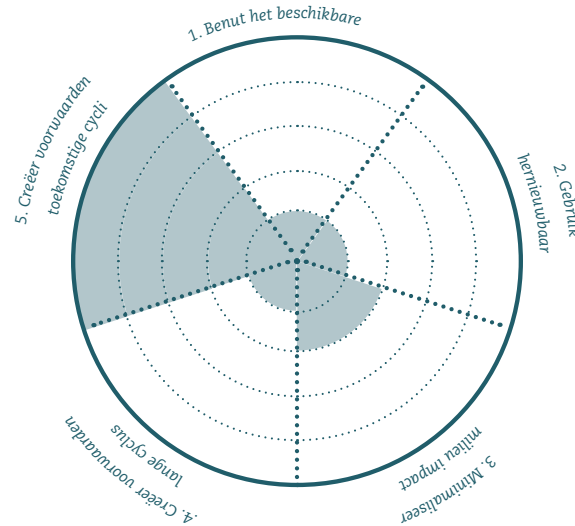 1. Benut het beschikbare
2. Gebruik
hernieuwbaar
3. Minimaliseer
milieu impact
4. Creëer voorwaarden
lange cyclus
5. Creëer voorwaarden
toekomstige cycli